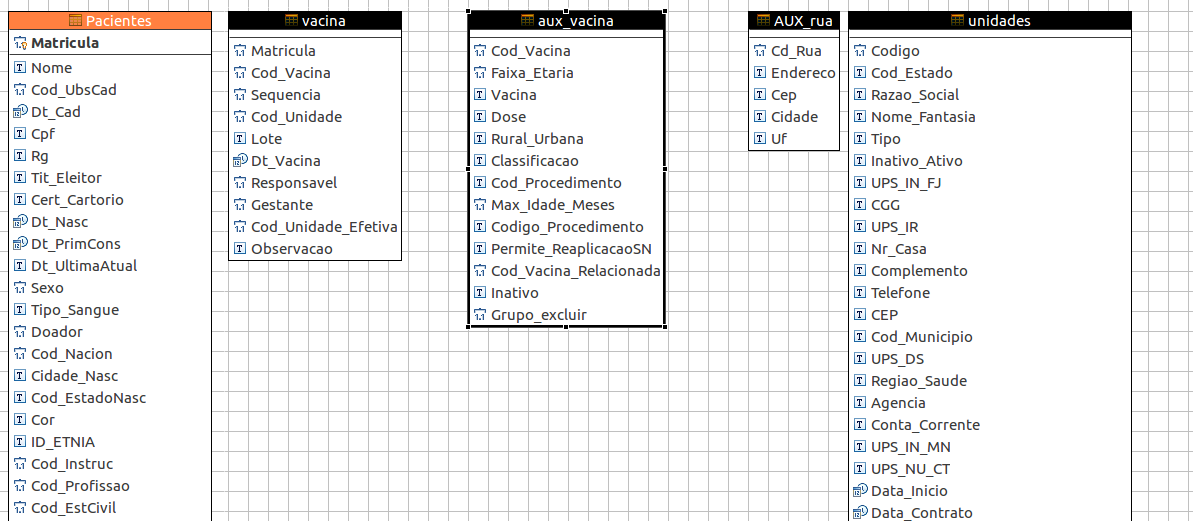 Pacientes
Matricula
Nome
Cod_UbsCad
Dt_Cad
Cpf
Rg
Tit_Eleitor
Cert_Cartorio
Dt_Nasc
Dt_PrimCons
Dt_UltimaAtual
Sexo
Tipo_Sangue
Doador
Cod_Nacion
Cidade_Nasc
Cod_EstadoNasc
Cor
ID_ETNIA
Cod_Instruc
Cod_Profissao
Cod_EstCivil
vacina
Matricula
Cod_Vacina
Sequencia
Cod_Unidade
Lote
Dt_Vacina
Responsavel
Gestante
Cod_Unidade_Efetiva
Observacao
aux_vacina
Cod_Vacina
Faixa_Etaria
Vacina
Dose
Rural_Urbana
Classificacao
Cod_Procedimento
Max_Idade_Meses
Codigo_Procedimento
Permite_ReaplicacaoSN
Cod_Vacina_Relacionada
Inativo
Grupo_excluir
AUX_rua
Cd_Rua
Endereco
Cep
Cidade
Uf
unidades
Codigo
Cod_Estado
Razao_Social
Nome_Fantasia
Tipo
Inativo_Ativo
UPS_IN_FJ
CGG
UPS_IR
Nr_Casa
Complemento
Telefone
CEP
Cod_Municipio
UPS_DS
Regiao_Saude
Agencia
Conta_Corrente
UPS_IN_MN
UPS_NU_CT
Data_Inicio
Data_Contrato